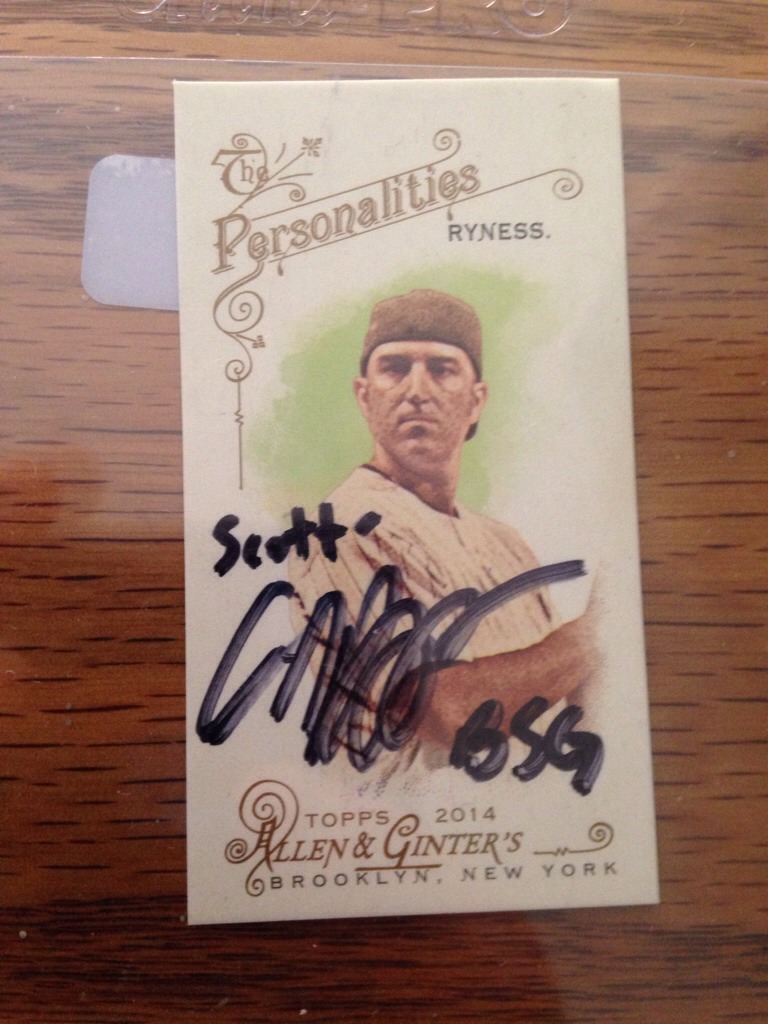 The
Personalities
RYNESS.
Scott-
BSG
TOPPS 2014
ALLEN & GINTER'S
BROOKLYN, NEW YORK